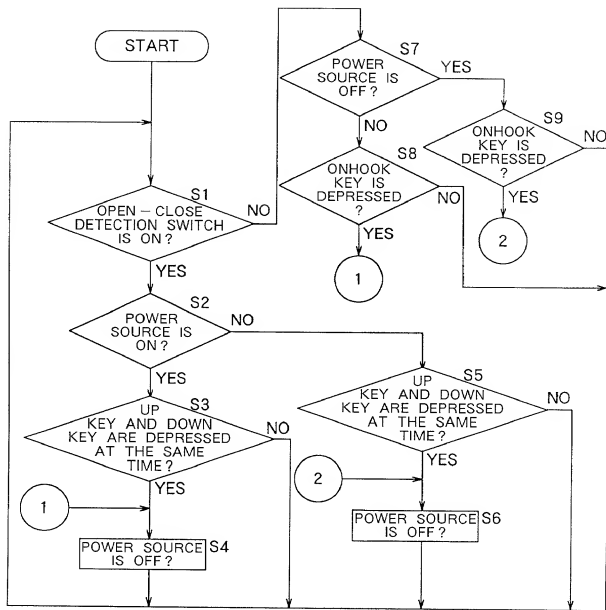 START
S1
OPEN-CLOSE
DETECTION SWITCH
IS ON?
NO
YES
S2
POWER
SOURCE IS
ON?
NO
YES
S3
UP
KEY AND DOWN
KEY ARE DEPRESSED
AT THE SAME
TIME?
NO
YES
1
POWER SOURCE
IS OFF?
S4
S5
UP
KEY AND DOWN
KEY ARE DEPRESSED
AT THE SAME
TIME?
NO
YES
2
POWER SOURCE
IS OFF?
S6
S7
POWER
SOURCE IS
OFF?
YES
NO
S8
ONHOOK
KEY IS
DEPRESSED
?
NO
YES
1
S9
ONHOOK
KEY IS
DEPRESSED
?
NO
YES
2